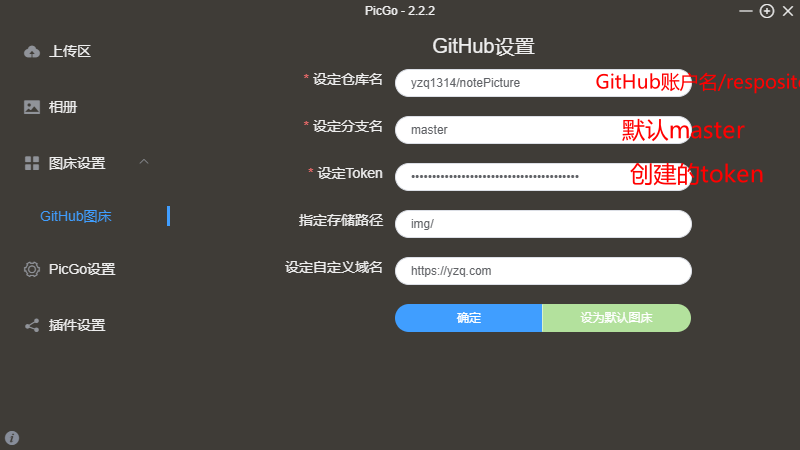 PicGo - 2.2.2
上传区
相册
图床设置
GitHub图床
PicGo设置
插件设置
GitHub设置
* 设定仓库名 yzq1314/notePicture GitHub账户名/resposito
* 设定分支名 master 默认master
* 设定Token •••••••••••••••••••••••••••••••••••••••• 创建的token
指定存储路径 img/
设定自定义域名 https://yzq.com
确定 设为默认图床